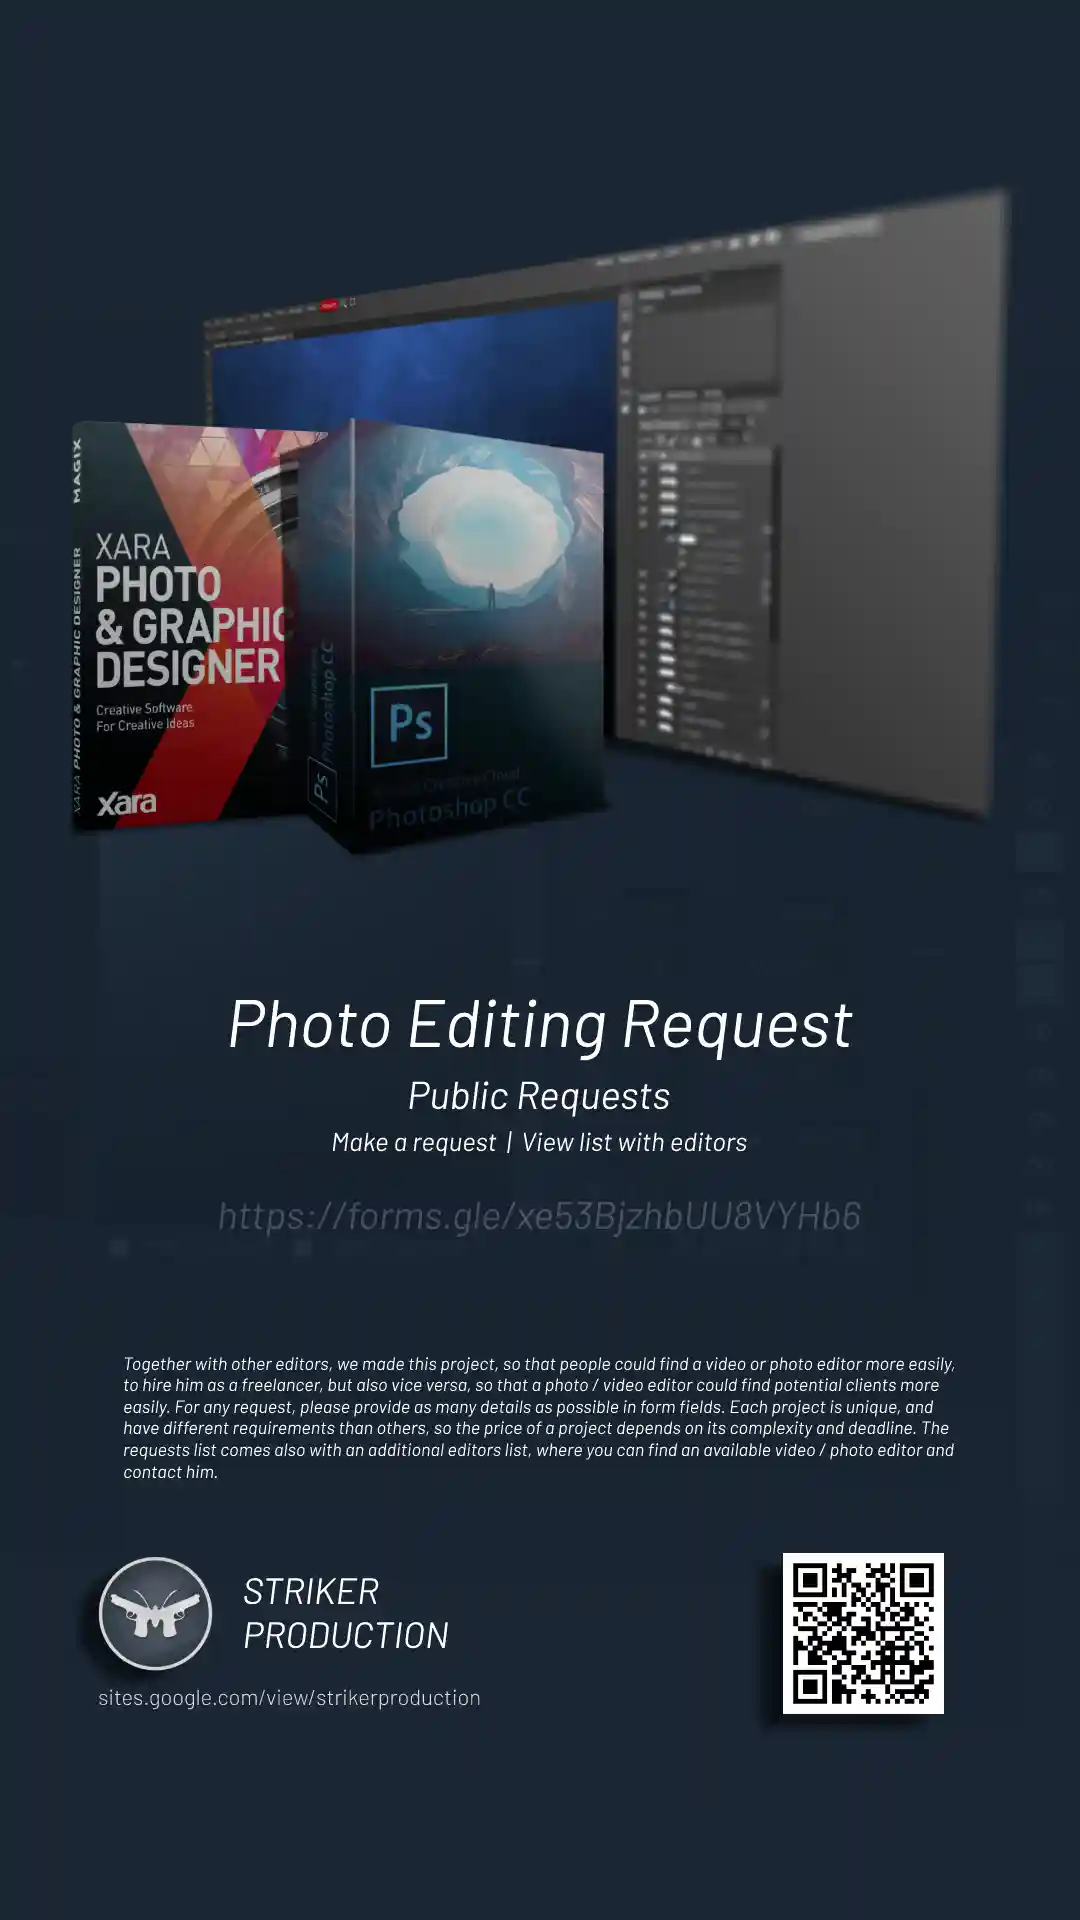 MAGIX
XARA PHOTO & GRAPHIC DESIGNER
XARA
PHOTO
& GRAPHIC
DESIGNER
Creative Software
For Creative Ideas
xara
Ps
Photoshop CC
Ps
Creative Cloud
Photoshop CC
Photo Editing Request
Public Requests
Make a request | View list with editors
https://forms.gle/xe53BjzhbUU8VYHb6
Together with other editors, we made this project, so that people could find a video or photo editor more easily,
to hire him as a freelancer, but also vice versa, so that a photo / video editor could find potential clients more
easily. For any request, please provide as many details as possible in form fields. Each project is unique, and
have different requirements than others, so the price of a project depends on its complexity and deadline. The
requests list comes also with an additional editors list, where you can find an available video / photo editor and
contact him.
STRIKER
PRODUCTION
sites.google.com/view/strikerproduction